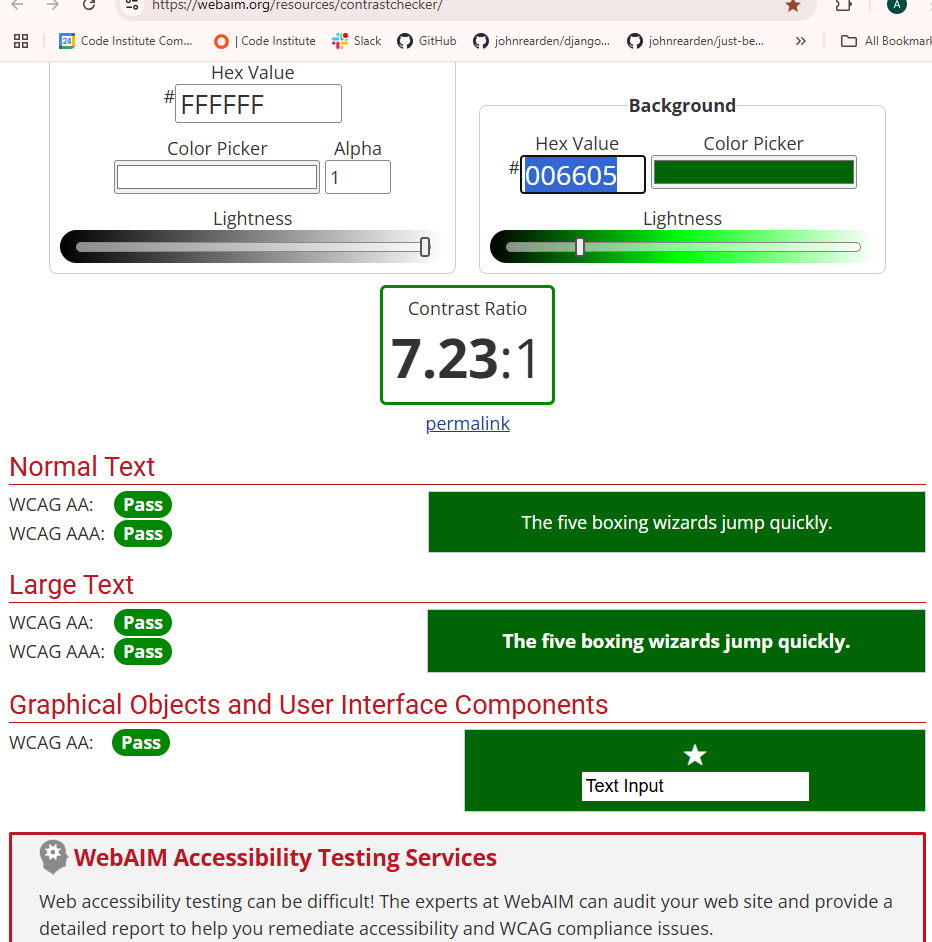 https://webaim.org/resources/contrastchecker/
A
24 Code Institute Com...
| Code Institute
Slack
GitHub
johnrearden/django...
johnrearden/just-be...
»
All Bookmark
Hex Value
# FFFFFF
Color Picker Alpha
1
Lightness
Background
Hex Value Color Picker
# 006605
Lightness
Contrast Ratio
7.23:1
permalink
Normal Text
WCAG AA: Pass
WCAG AAA: Pass
The five boxing wizards jump quickly.
Large Text
WCAG AA: Pass
WCAG AAA: Pass
The five boxing wizards jump quickly.
Graphical Objects and User Interface Components
WCAG AA: Pass
Text Input
WebAIM Accessibility Testing Services
Web accessibility testing can be difficult! The experts at WebAIM can audit your web site and provide a
detailed report to help you remediate accessibility and WCAG compliance issues.